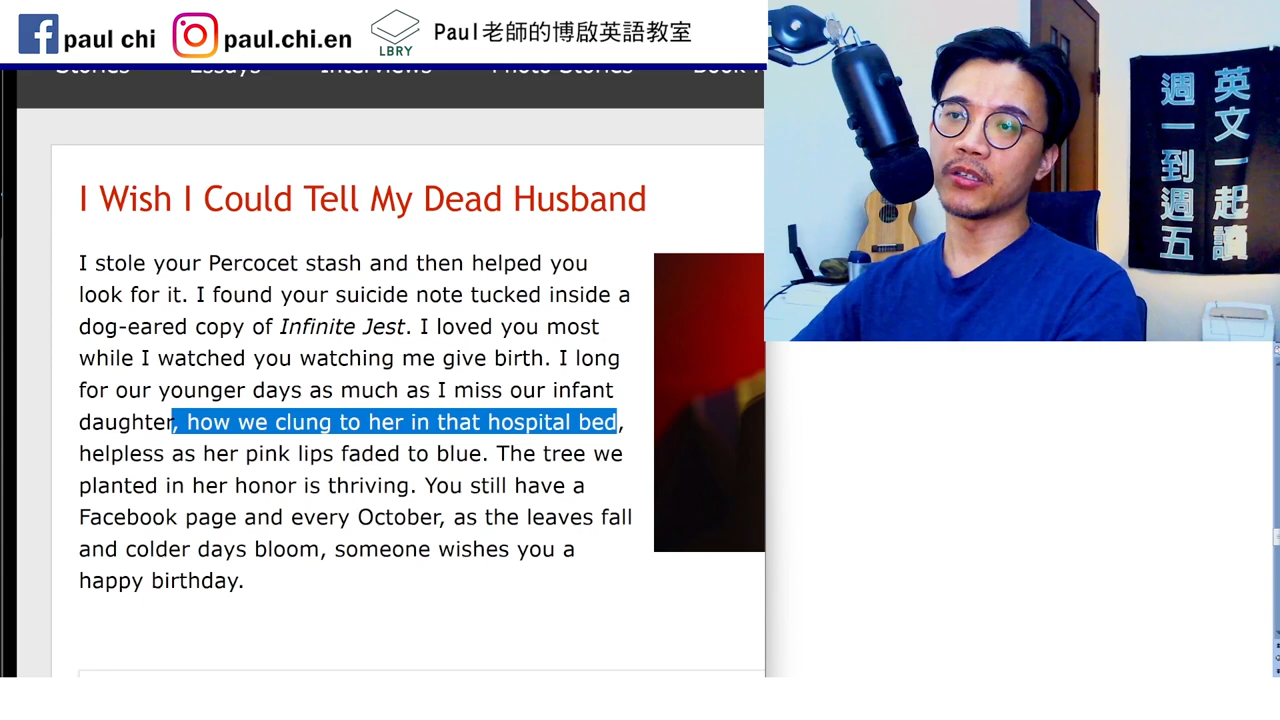 paul chi
paul.chi.en
LBRY
Paul老師的博啟英語教室
Stories Essays Interviews Photo Stories
I Wish I Could Tell My Dead Husband
I stole your Percocet stash and then helped you
look for it. I found your suicide note tucked inside a
dog-eared copy of Infinite Jest. I loved you most
while I watched you watching me give birth. I long
for our younger days as much as I miss our infant
daughter, how we clung to her in that hospital bed,
helpless as her pink lips faded to blue. The tree we
planted in her honor is thriving. You still have a
Facebook page and every October, as the leaves fall
and colder days bloom, someone wishes you a
happy birthday.
英文一起讀
週一到週五